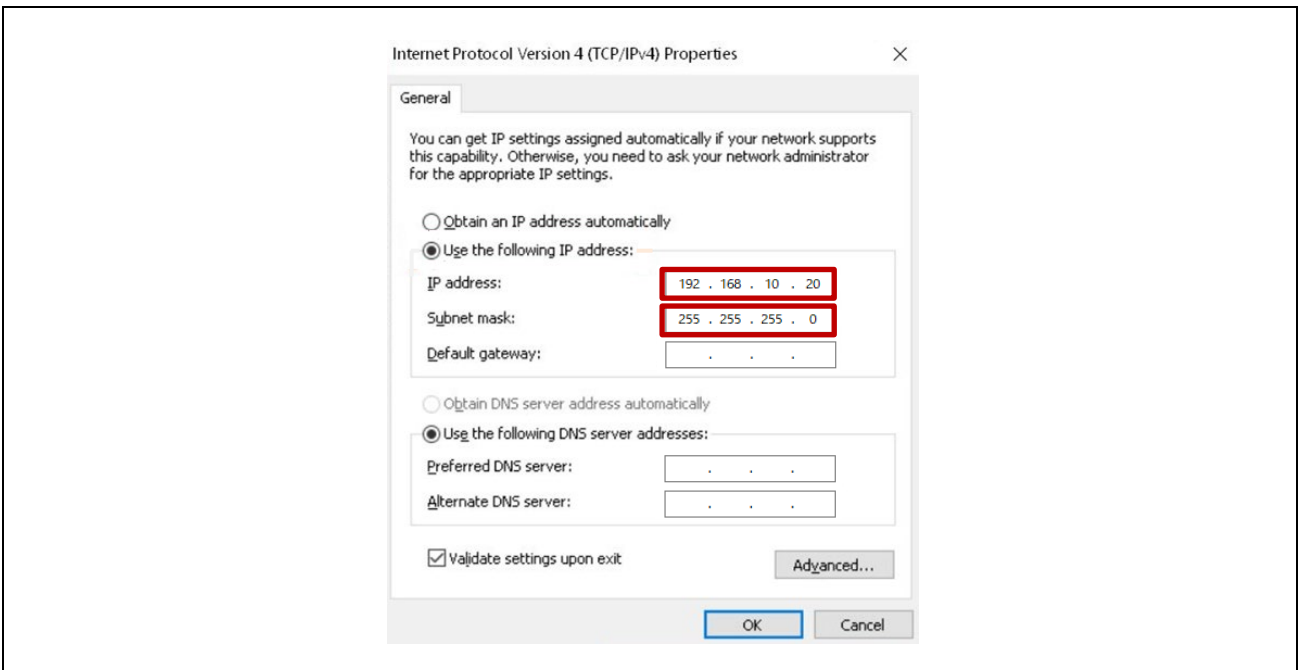 Internet Protocol Version 4 (TCP/IPv4) Properties
General
You can get IP settings assigned automatically if your network supports
this capability. Otherwise, you need to ask your network administrator
for the appropriate IP settings.
Obtain an IP address automatically
Use the following IP address:
IP address: 192 . 168 . 10 . 20
Subnet mask: 255 . 255 . 255 . 0
Default gateway: . . .
Obtain DNS server address automatically
Use the following DNS server addresses:
Preferred DNS server: . . .
Alternate DNS server: . . .
Validate settings upon exit
Advanced...
OK Cancel